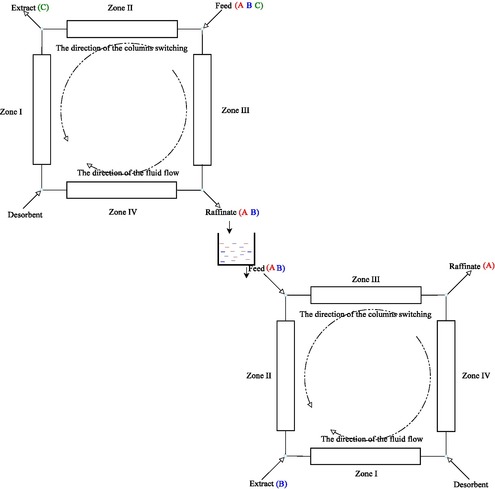 Extract (C)
Zone II
Feed (A B C)
The direction of the columns switching
Zone I
Zone III
The direction of the fluid flow
Desorbent
Zone IV
Raffinate (A B)
Feed (A B)
Zone III
Raffinate (A)
The direction of the columns switching
Zone II
Zone IV
The direction of the fluid flow
Extract (B)
Zone I
Desorbent